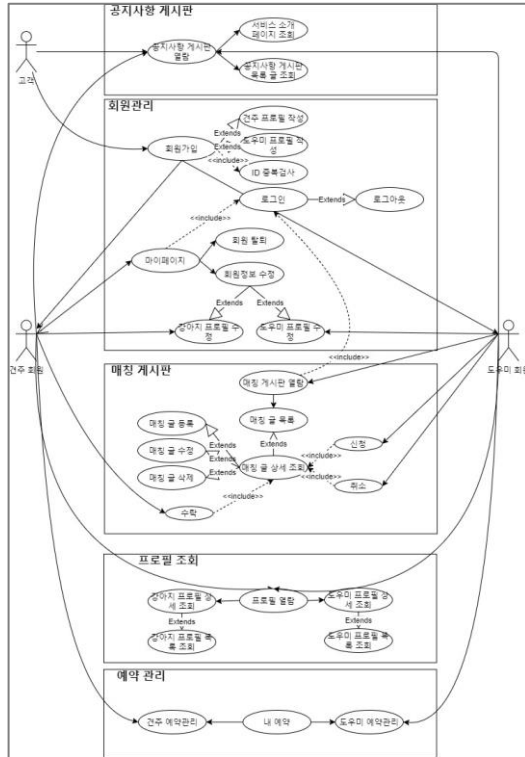 공지사항 게시판
서비스 소개
페이지 조회
공지사항 게시판
열람
공지사항 게시판
목록 글 조회
고객
회원관리
견주 프로필 작성
Extends
회원가입
Extends
도우미 프로필 작
성
<<include>>
ID 중복검사
로그인
Extends
로그아웃
<<include>>
회원 탈퇴
마이페이지
회원정보 수정
Extends
Extends
강아지 프로필 수
정
도우미 프로필 수
정
견주 회원
도우미 회원
<<include>>
매칭 게시판
매칭 게시판 열람
매칭 글 등록
매칭 글 목록
Extends
Extends
신청
매칭 글 수정
Extends
<<include>>
매칭 글 상세 조회
Extends
매칭 글 삭제
<<include>>
취소
<<include>>
수락
프로필 조회
강아지 프로필 상
세 조회
프로필 열람
도우미 프로필 상
세 조회
Extends
Extends
강아지 프로필 목
록 조회
도우미 프로필 목
록 조회
예약 관리
견주 예약관리
내 예약
도우미 예약관리